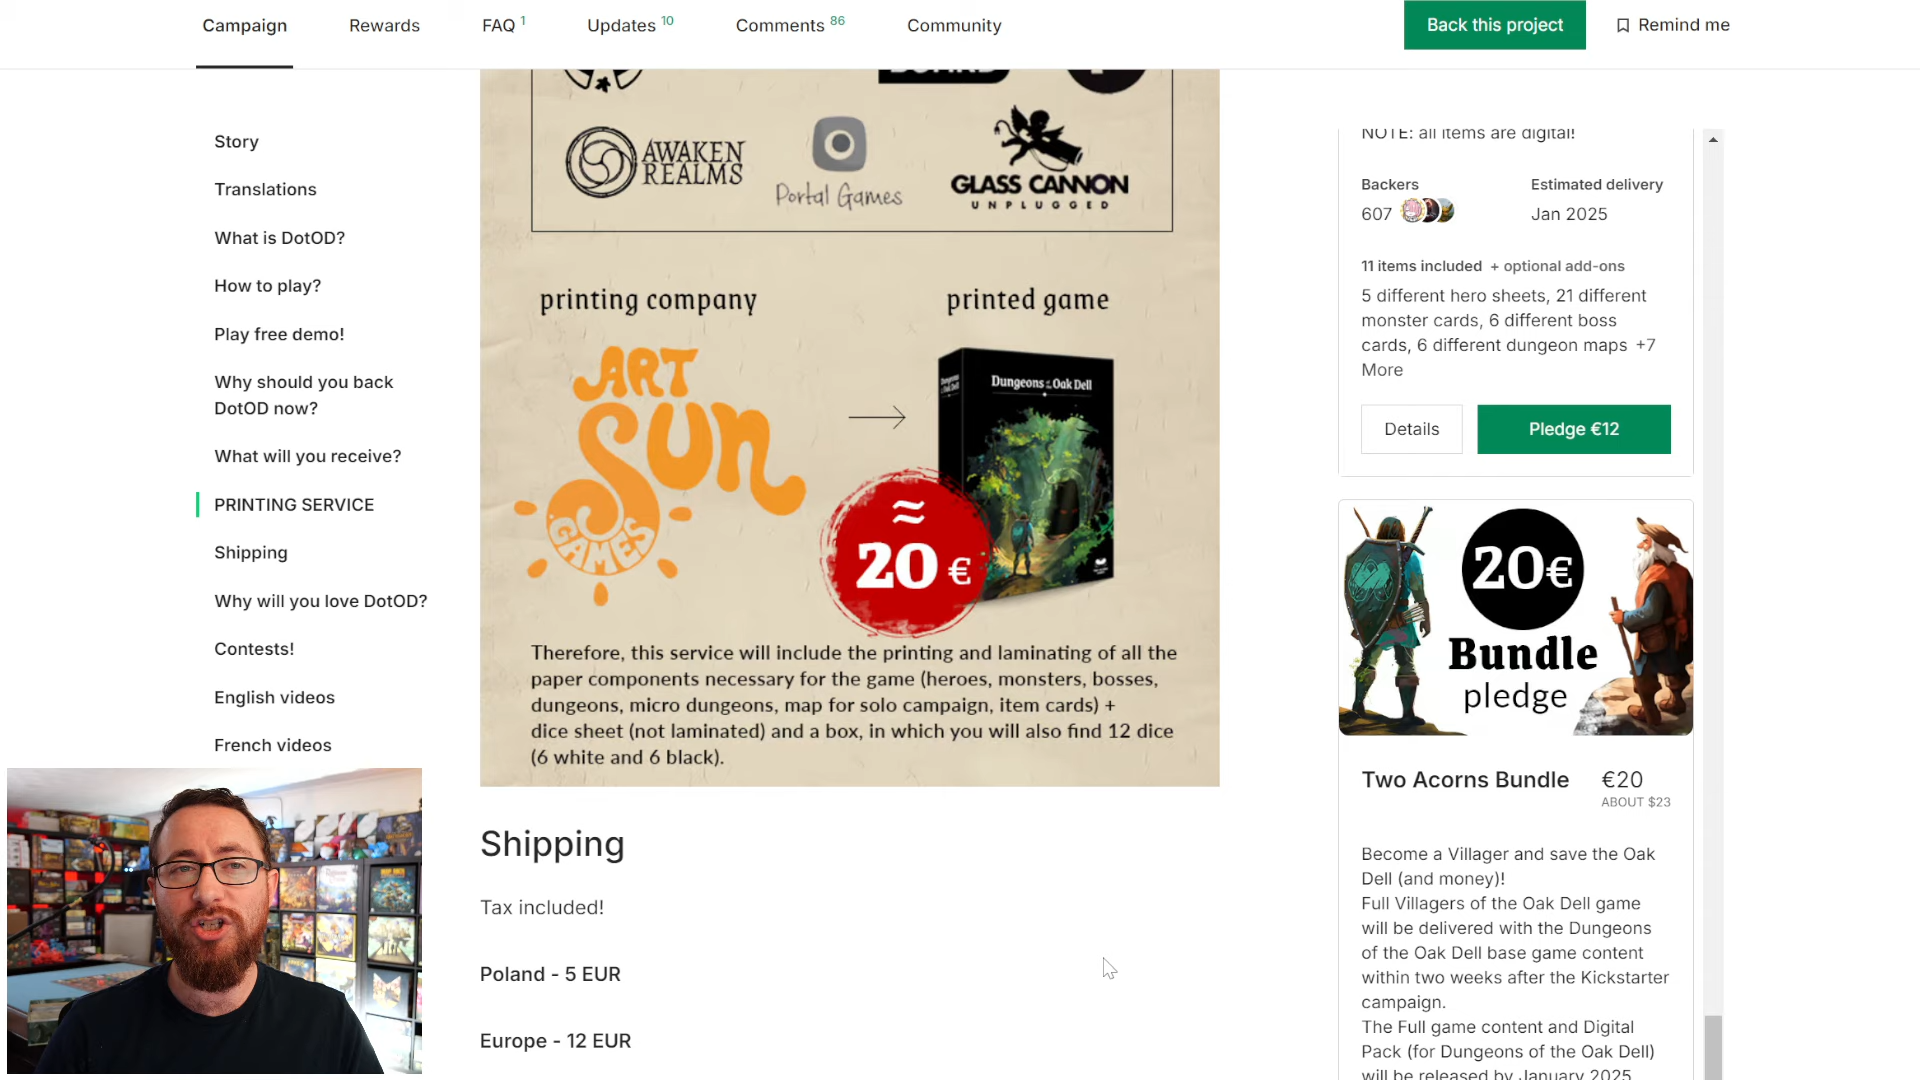 Campaign
Rewards
FAQ 1
Updates 10
Comments 86
Community
Back this project
Remind me
Story
Translations
What is DotOD?
How to play?
Play free demo!
Why should you back
DotOD now?
What will you receive?
PRINTING SERVICE
Shipping
Why will you love DotOD?
Contests!
English videos
French videos
AWAKEN
REALMS
Portal Games
GLASS CANNON
UNPLUGGED
printing company
printed game
ART
SUN
GAMES
Dungeons of the Oak Dell
≈
20 €
Therefore, this service will include the printing and laminating of all the
paper components necessary for the game (heroes, monsters, bosses,
dungeons, micro dungeons, map for solo campaign, item cards) +
dice sheet (not laminated) and a box, in which you will also find 12 dice
(6 white and 6 black).
Shipping
Tax included!
Poland - 5 EUR
Europe - 12 EUR
NOTE: all items are digital!
Backers
607
Estimated delivery
Jan 2025
11 items included + optional add-ons
5 different hero sheets, 21 different
monster cards, 6 different boss
cards, 6 different dungeon maps +7
More
Details
Pledge €12
20€
Bundle
pledge
Two Acorns Bundle
€20
ABOUT $23
Become a Villager and save the Oak
Dell (and money)!
Full Villagers of the Oak Dell game
will be delivered with the Dungeons
of the Oak Dell base game content
within two weeks after the Kickstarter
campaign.
The Full game content and Digital
Pack (for Dungeons of the Oak Dell)
will be released by January 2025